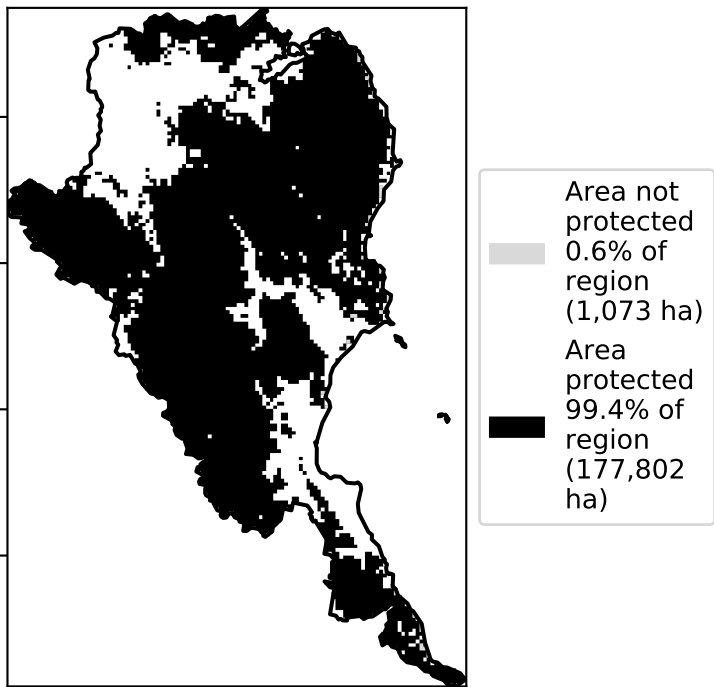 Area not
protected
0.6% of
region
(1,073 ha)
Area
protected
99.4% of
region
(177,802
ha)